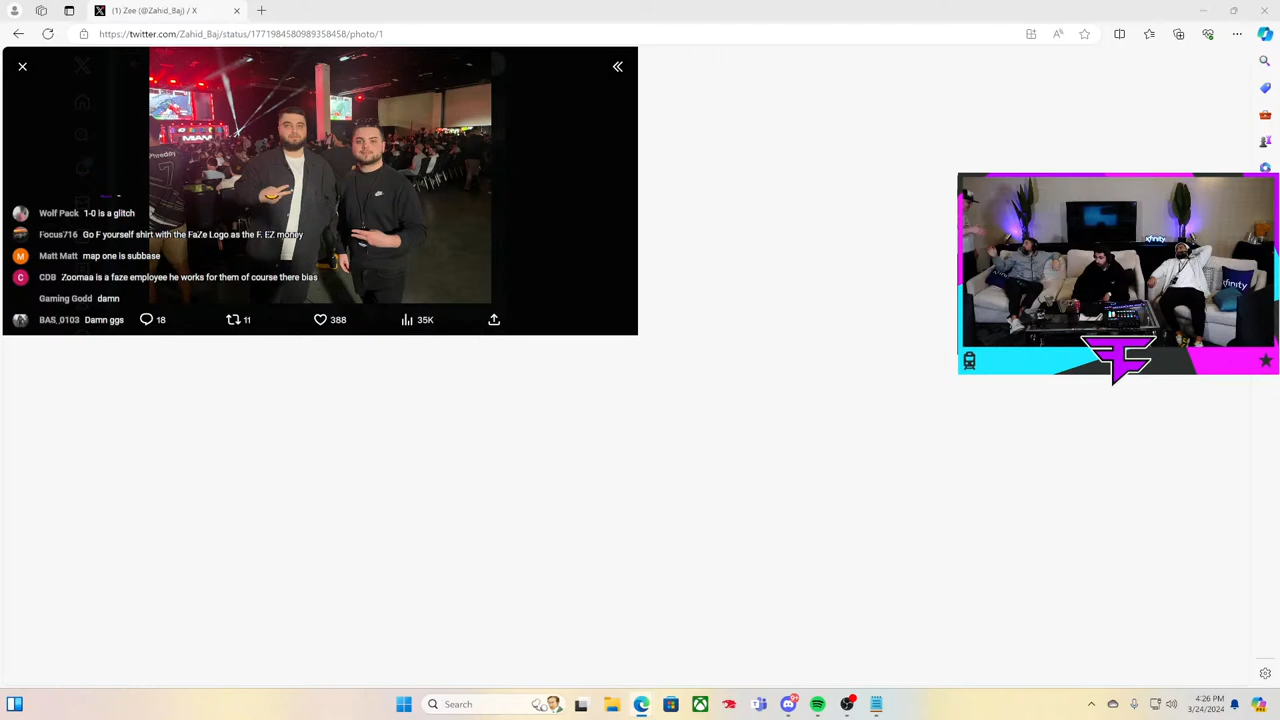 (1) Zee (@Zahid_Baj) / X
https://twitter.com/Zahid_Baj/status/1771984580989358458/photo/1
Phreddy
7
MIAMI
Wolf Pack 1-0 is a glitch
Focus716 Go F yourself shirt with the FaZe Logo as the F. EZ money
Matt Matt map one is subbase
CDB Zoomaa is a faze employee he works for them of course there bias
Gaming Godd damn
BAS_0103 Damn ggs
18
11
388
35K
xfinity
xfinity
Search
4:26 PM
3/24/2024